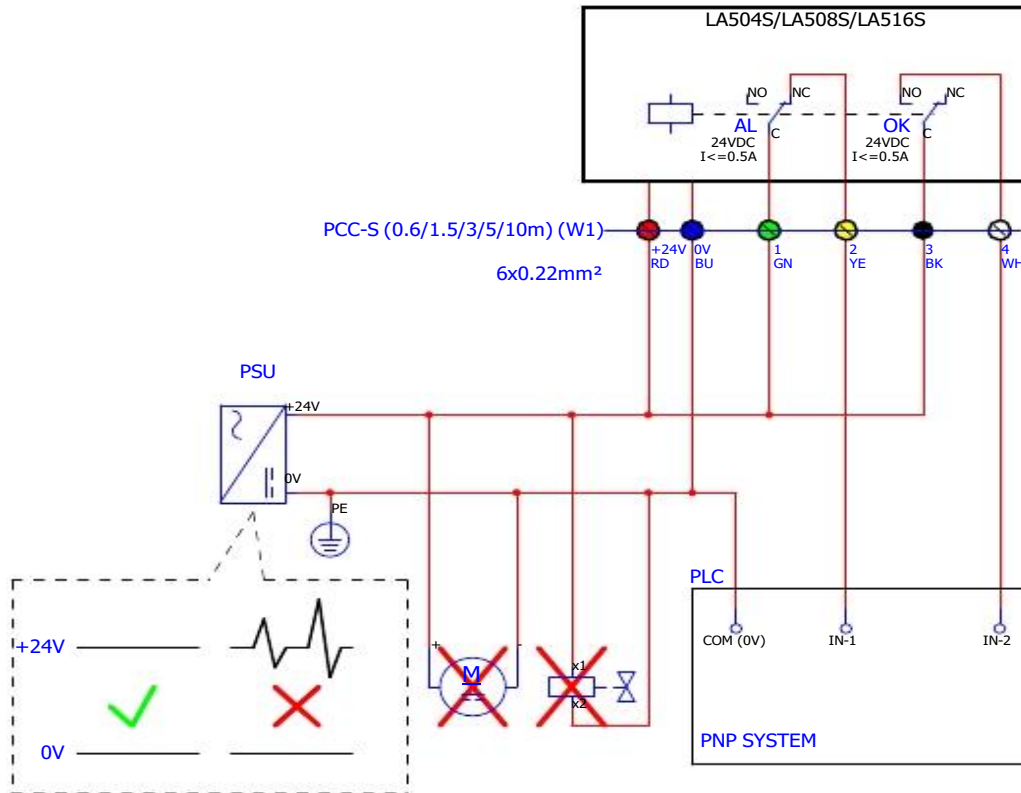 LA504S/LA508S/LA516S
NO
NC
NO
NC
AL
C
OK
C
24VDC
I<=0.5A
24VDC
I<=0.5A
PCC-S (0.6/1.5/3/5/10m) (W1)
+24V
0V
1
2
3
4
RD
BU
GN
YE
BK
WH
6x0.22mm²
PSU
+24V
0V
PE
PLC
COM (0V)
IN-1
IN-2
+24V
+
-
M
x1
x2
0V
PNP SYSTEM